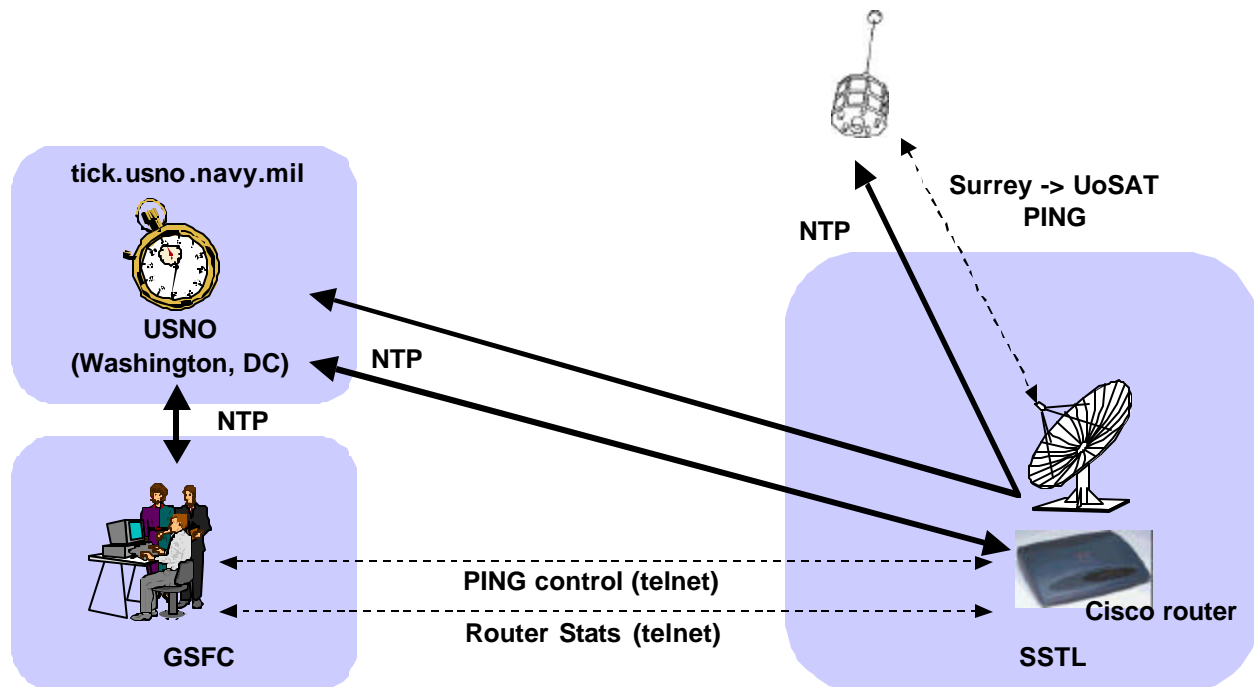 tick.usno.navy.mil
USNO
(Washington, DC)
NTP
GSFC
NTP
PING control (telnet)
Router Stats (telnet)
NTP
Surrey -> UoSAT
PING
Cisco router
SSTL